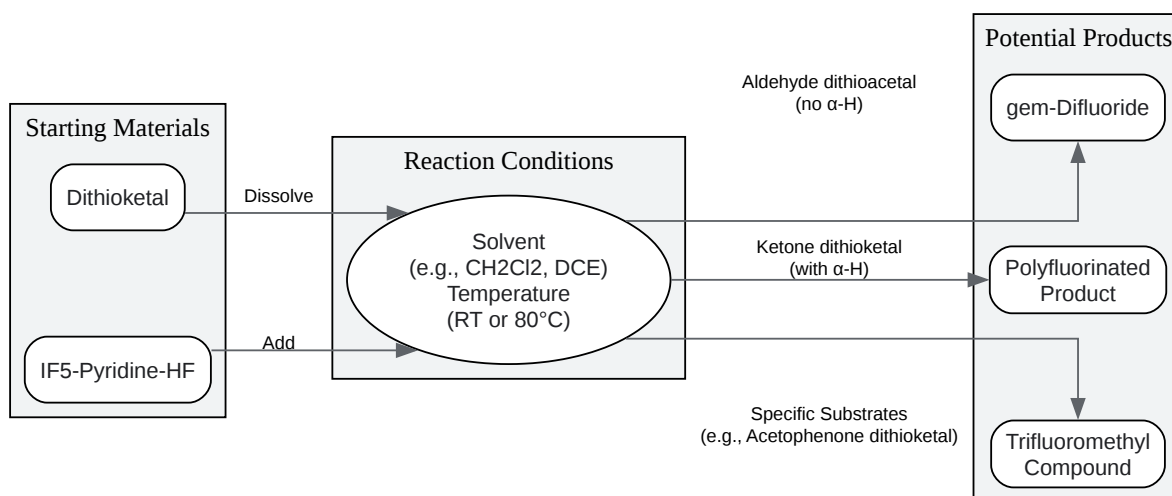 Starting Materials
Dithioketal
IF5-Pyridine-HF
Dissolve
Add
Reaction Conditions
Solvent
(e.g., CH2Cl2, DCE)
Temperature
(RT or 80°C)
Aldehyde dithioacetal
(no α-H)
Ketone dithioketal
(with α-H)
Specific Substrates
(e.g., Acetophenone dithioketal)
Potential Products
gem-Difluoride
Polyfluorinated
Product
Trifluoromethyl
Compound